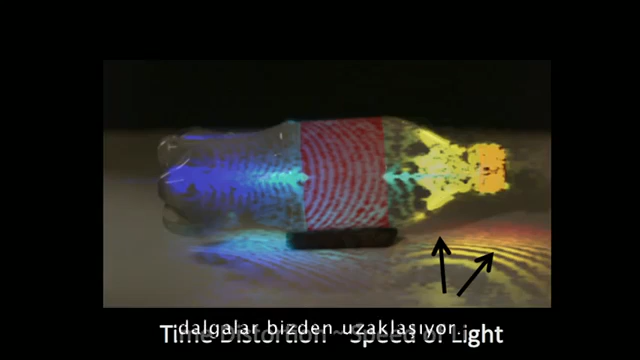 dalgalar bizden uzaklaşıyor.
Time Distortion ~ Speed of Light